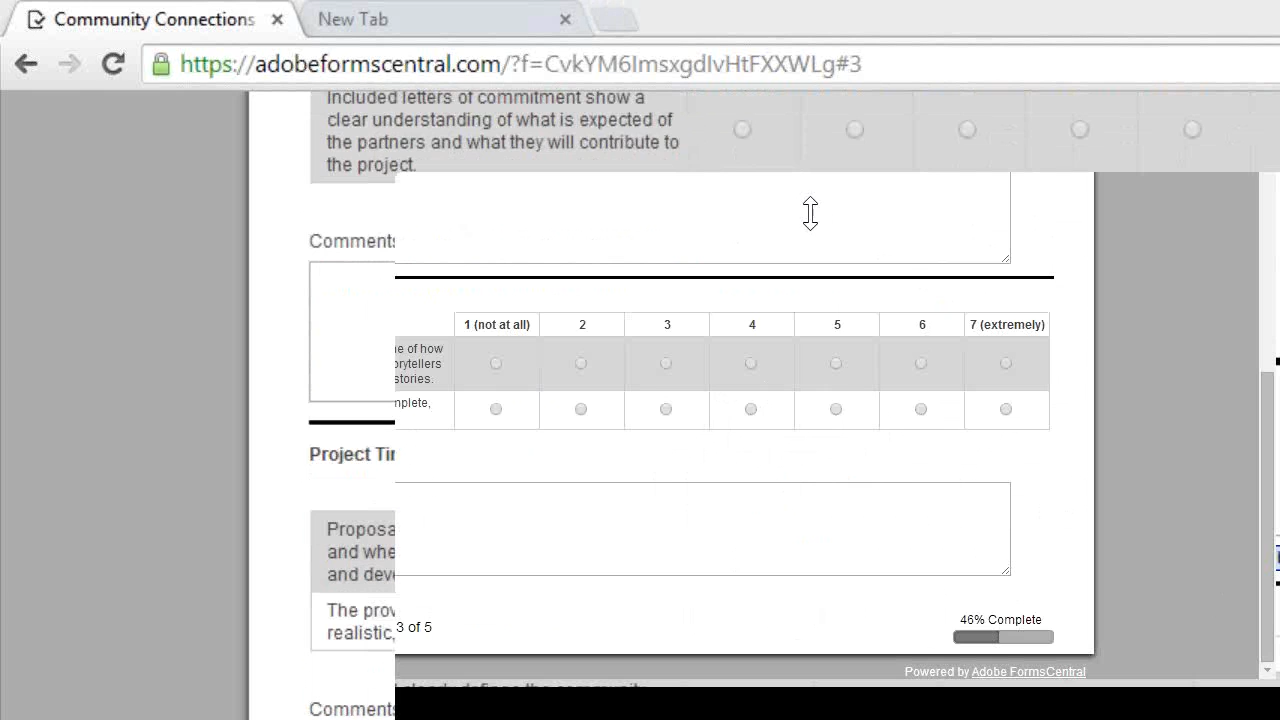 Community Connections
New Tab
https://adobeformscentral.com/?f=CvkYM6ImsxgdIvHtFXXWLg#3
Included letters of commitment show a
clear understanding of what is expected of
the partners and what they will contribute to
the project.
Comments
1 (not at all) 2 3 4 5 6 7 (extremely)
ne of how
orytellers
stories.
mplete,
Project Tir
Proposa
and whe
and deve
The prov
realistic,
3 of 5
46% Complete
Powered by Adobe FormsCentral
Comments